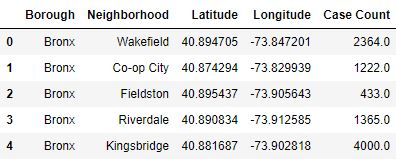 Borough Neighborhood Latitude Longitude Case Count
0 Bronx Wakefield 40.894705 -73.847201 2364.0
1 Bronx Co-op City 40.874294 -73.829939 1222.0
2 Bronx Fieldston 40.895437 -73.905643 433.0
3 Bronx Riverdale 40.890834 -73.912585 1365.0
4 Bronx Kingsbridge 40.881687 -73.902818 4000.0